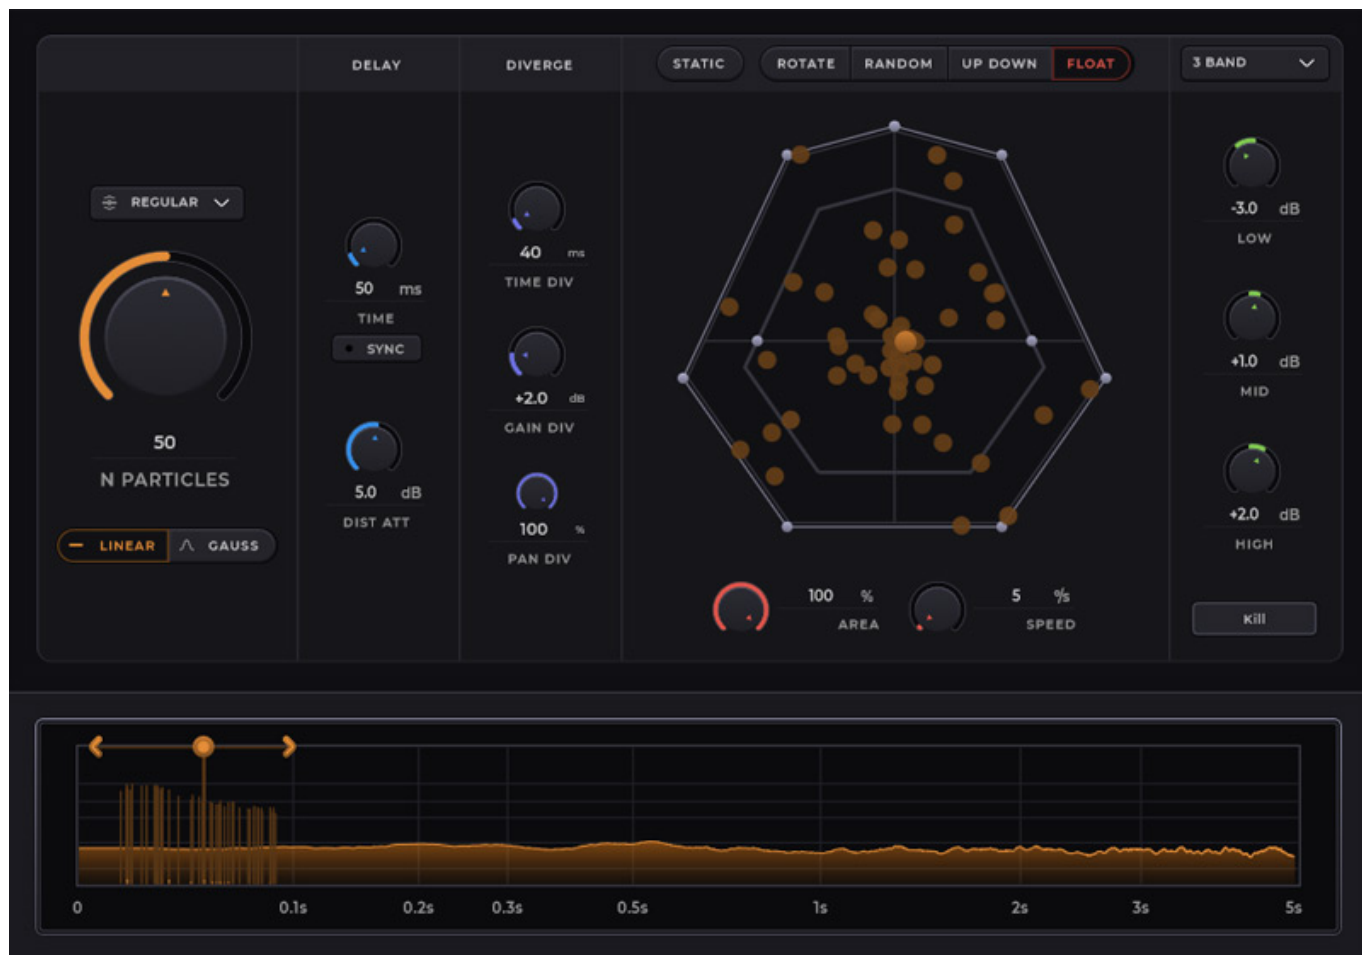 DELAY
DIVERGE
STATIC
ROTATE
RANDOM
UP DOWN
FLOAT
3 BAND
REGULAR
50
N PARTICLES
LINEAR
GAUSS
50 ms
TIME
SYNC
5.0 dB
DIST ATT
40 ms
TIME DIV
+2.0 dB
GAIN DIV
100 %
PAN DIV
100 %
AREA
5 °/s
SPEED
-3.0 dB
LOW
+1.0 dB
MID
+2.0 dB
HIGH
Kill
0 0.1s 0.2s 0.3s 0.5s 1s 2s 3s 5s